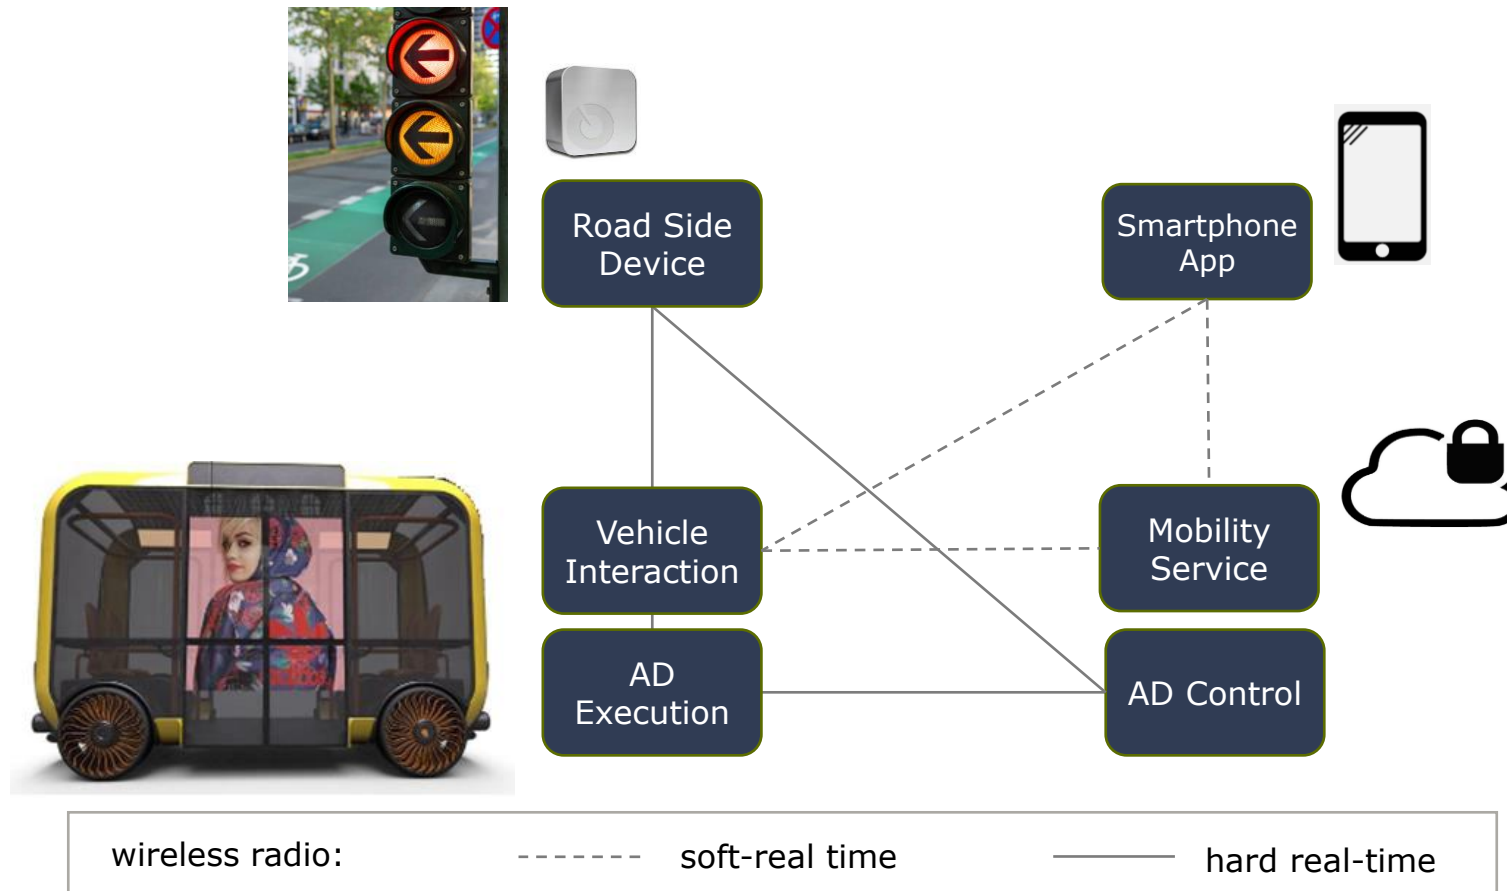 Road Side
Device
Smartphone
App
Vehicle
Interaction
Mobility
Service
AD
Execution
AD Control
wireless radio:
soft-real time
hard real-time